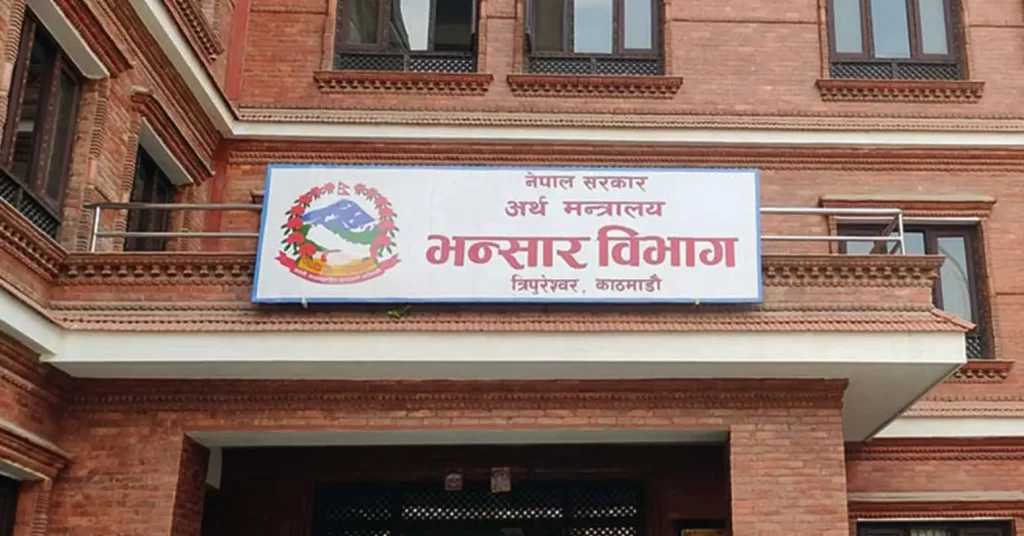 नेपाल सरकार
अर्थ मन्त्रालय
भन्सार विभाग
त्रिपुरेश्वर, काठमाडौ